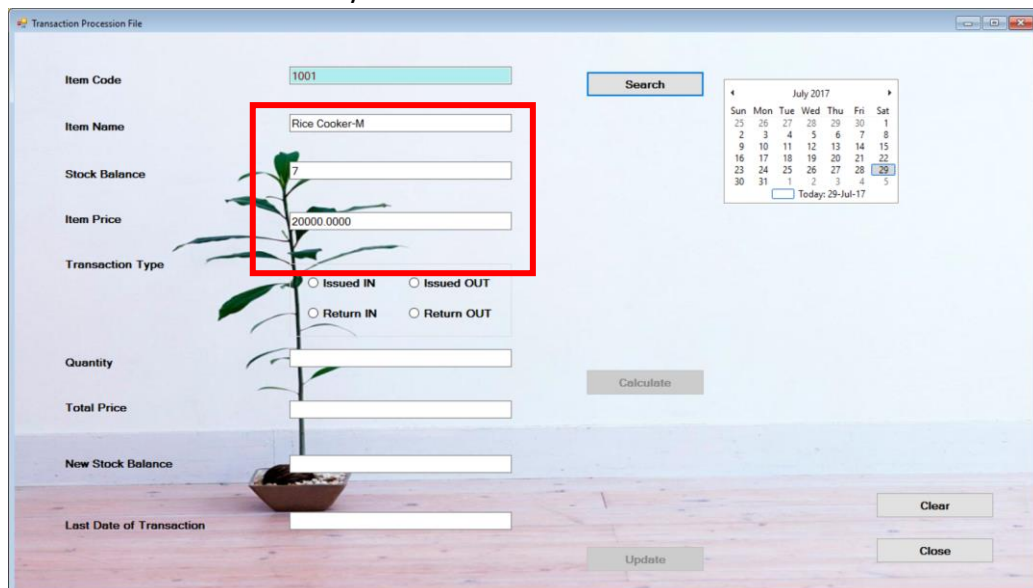 Transaction Procession File
Item Code 1001 Search
Item Name Rice Cooker-M
Stock Balance 7
Item Price 20000.0000
Transaction Type
Issued IN Issued OUT
Return IN Return OUT
Quantity
Calculate
Total Price
New Stock Balance
Last Date of Transaction
Update
Clear
Close
July 2017
Sun Mon Tue Wed Thu Fri Sat
25 26 27 28 29 30 1
2 3 4 5 6 7 8
9 10 11 12 13 14 15
16 17 18 19 20 21 22
23 24 25 26 27 28 29
30 31 1 2 3 4 5
Today: 29-Jul-17